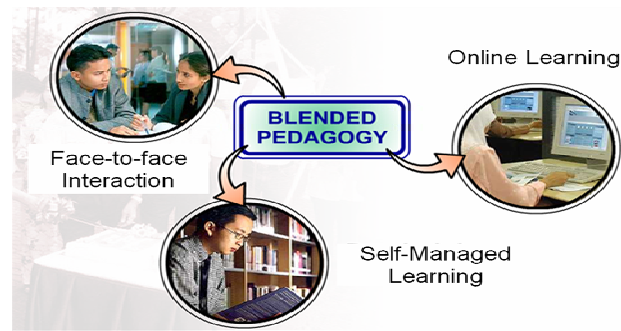 Online Learning
BLENDED
PEDAGOGY
Face-to-face
Interaction
Self-Managed
Learning